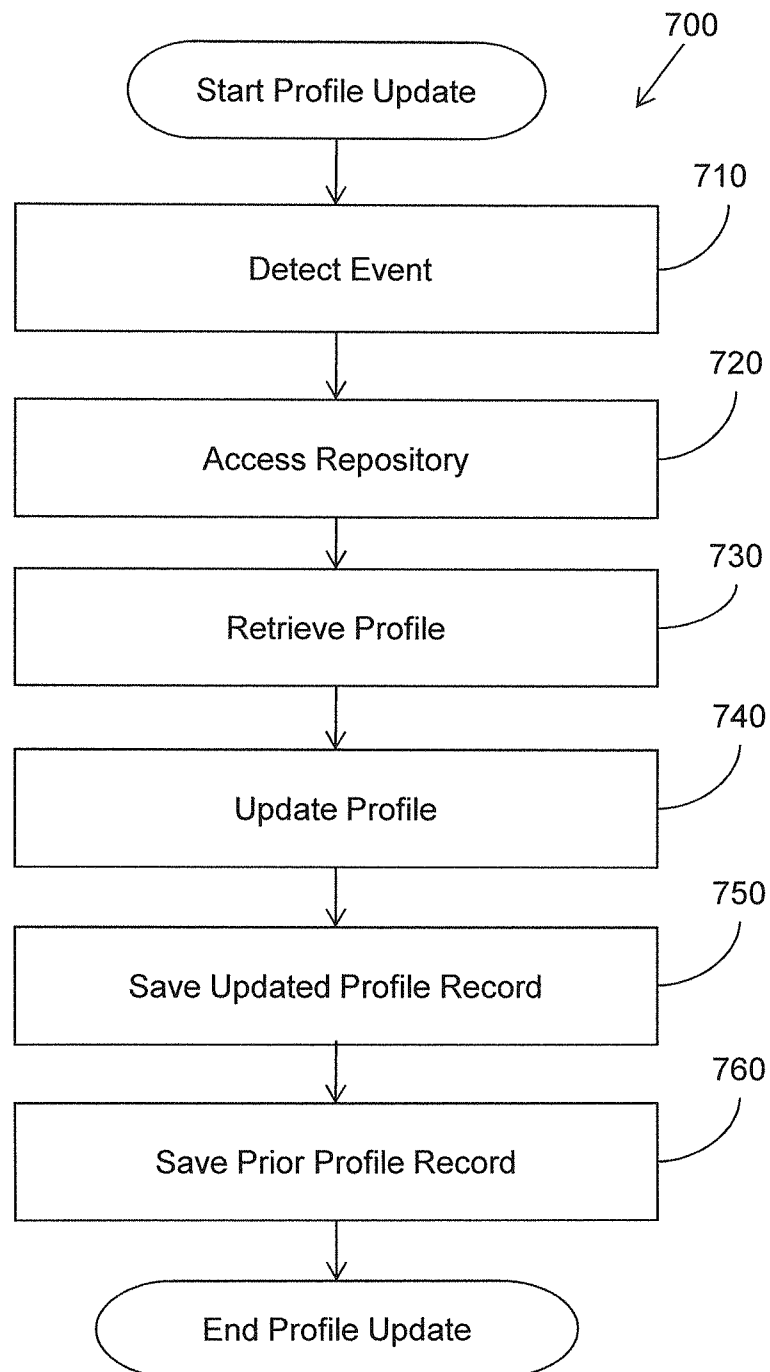 700
Start Profile Update
710
Detect Event
720
Access Repository
730
Retrieve Profile
740
Update Profile
750
Save Updated Profile Record
760
Save Prior Profile Record
End Profile Update